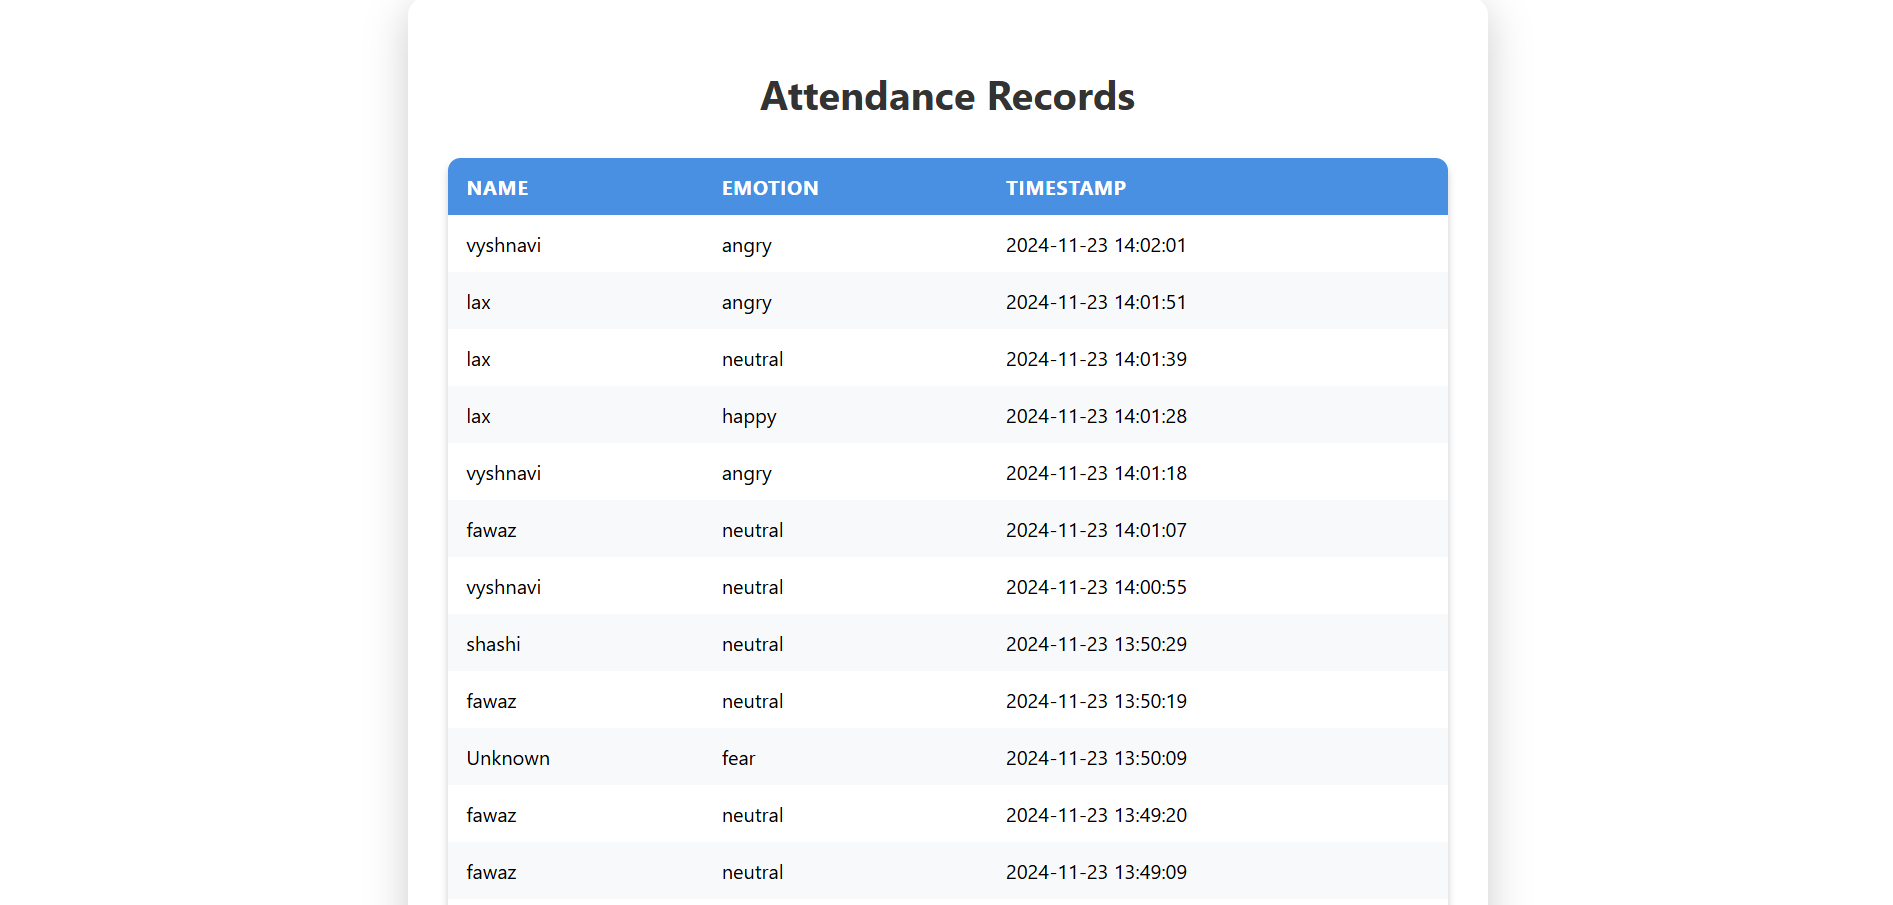 Attendance Records
NAME EMOTION TIMESTAMP
vyshnavi angry 2024-11-23 14:02:01
lax angry 2024-11-23 14:01:51
lax neutral 2024-11-23 14:01:39
lax happy 2024-11-23 14:01:28
vyshnavi angry 2024-11-23 14:01:18
fawaz neutral 2024-11-23 14:01:07
vyshnavi neutral 2024-11-23 14:00:55
shashi neutral 2024-11-23 13:50:29
fawaz neutral 2024-11-23 13:50:19
Unknown fear 2024-11-23 13:50:09
fawaz neutral 2024-11-23 13:49:20
fawaz neutral 2024-11-23 13:49:09